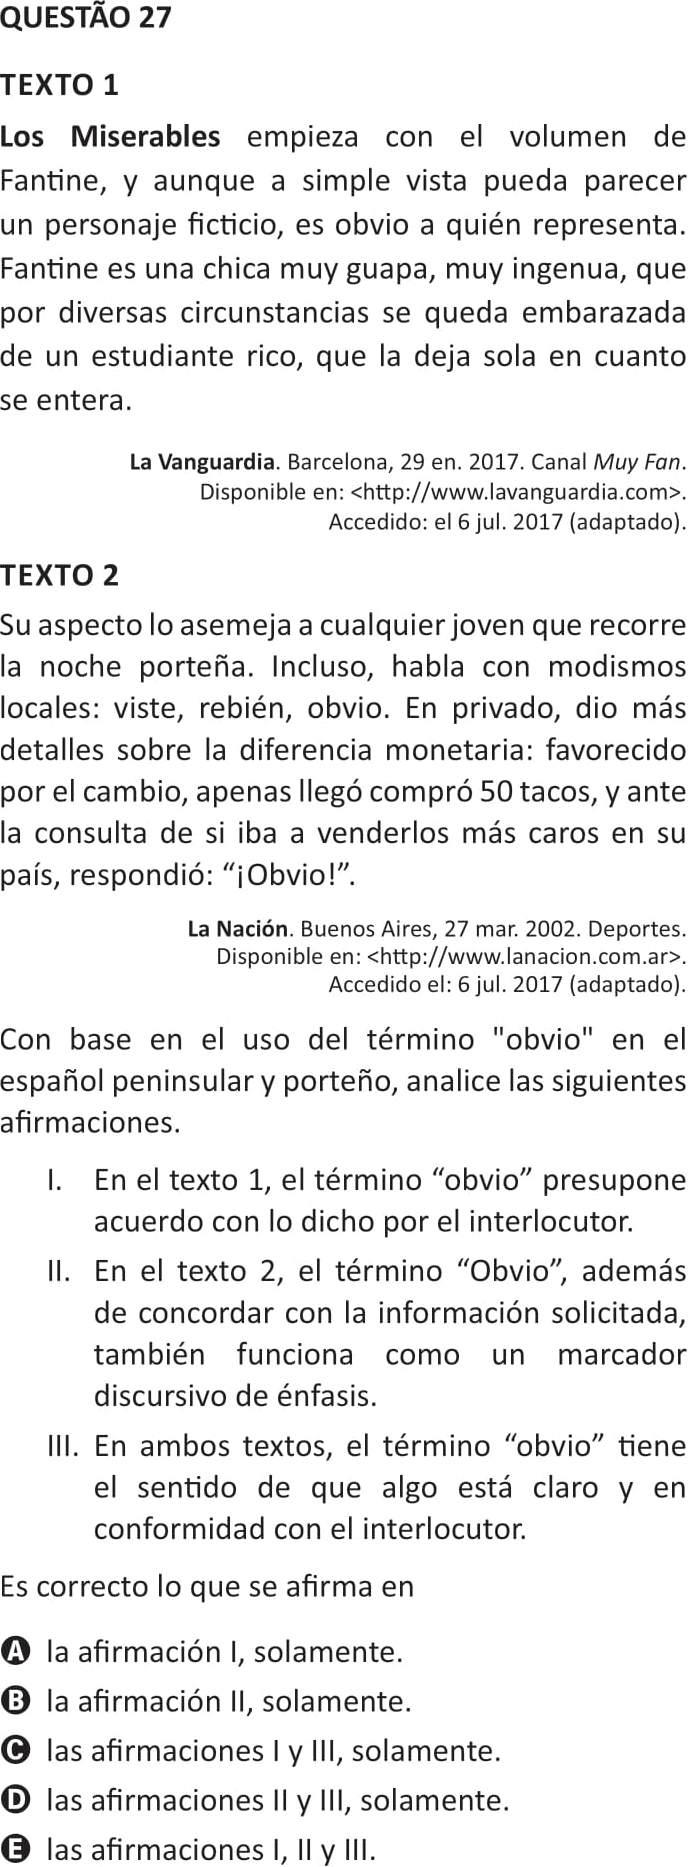 QUESTÃO 27
TEXTO 1
Los Miserables empieza con el volumen de
Fantine, y aunque a simple vista pueda parecer
un personaje ficticio, es obvio a quién representa.
Fantine es una chica muy guapa, muy ingenua, que
por diversas circunstancias se queda embarazada
de un estudiante rico, que la deja sola en cuanto
se entera.
La Vanguardia. Barcelona, 29 en. 2017. Canal Muy Fan.
Disponible en: <http://www.lavanguardia.com>.
Accedido: el 6 jul. 2017 (adaptado).
TEXTO 2
Su aspecto lo asemeja a cualquier joven que recorre
la noche porteña. Incluso, habla con modismos
locales: viste, rebién, obvio. En privado, dio más
detalles sobre la diferencia monetaria: favorecido
por el cambio, apenas llegó compró 50 tacos, y ante
la consulta de si iba a venderlos más caros en su
país, respondió: “¡Obvio!”.
La Nación. Buenos Aires, 27 mar. 2002. Deportes.
Disponible en: <http://www.lanacion.com.ar>.
Accedido el: 6 jul. 2017 (adaptado).
Con base en el uso del término "obvio" en el
español peninsular y porteño, analice las siguientes
afirmaciones.
I. En el texto 1, el término “obvio” presupone
acuerdo con lo dicho por el interlocutor.
II. En el texto 2, el término “Obvio”, además
de concordar con la información solicitada,
también funciona como un marcador
discursivo de énfasis.
III. En ambos textos, el término “obvio” tiene
el sentido de que algo está claro y en
conformidad con el interlocutor.
Es correcto lo que se afirma en
A la afirmación I, solamente.
B la afirmación II, solamente.
C las afirmaciones I y III, solamente.
D las afirmaciones II y III, solamente.
E las afirmaciones I, II y III.